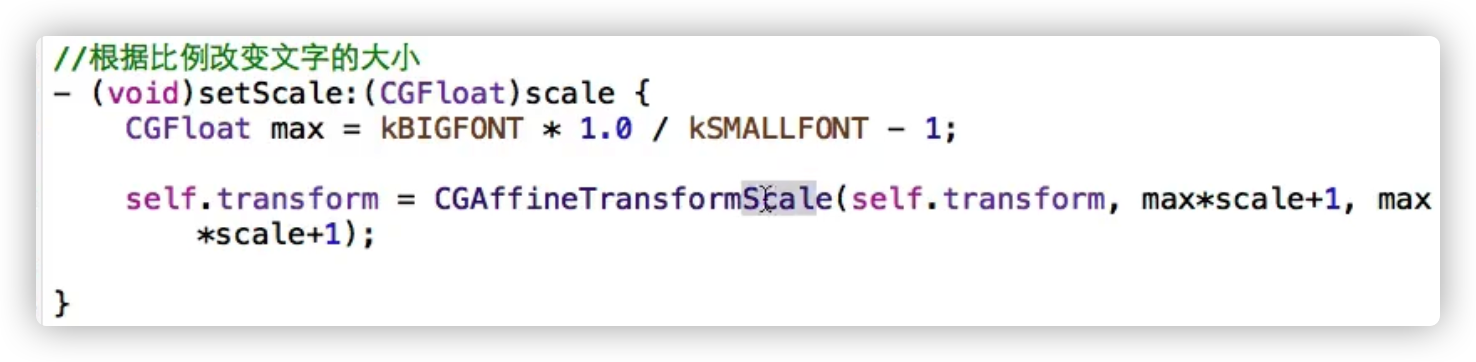 //根据比例改变文字的大小
- (void)setScale:(CGFloat)scale {
CGFloat max = kBIGFONT * 1.0 / kSMALLFONT - 1;
self.transform = CGAffineTransformScale(self.transform, max*scale+1, max
*scale+1);
}